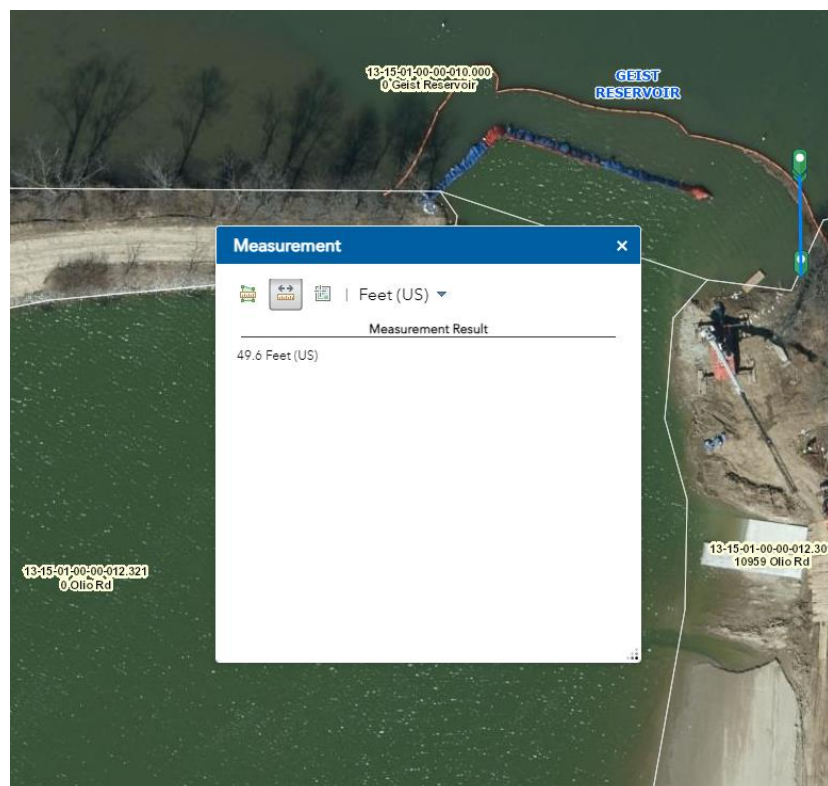 13-15-01-00-00-010.000
0 Geist Reservoir
GEIST
RESERVOIR
Measurement
Feet (US)
Measurement Result
49.6 Feet (US)
13-15-01-00-00-012.30
10959 Olio Rd
13-15-01-00-00-012.321
0 Olio Rd